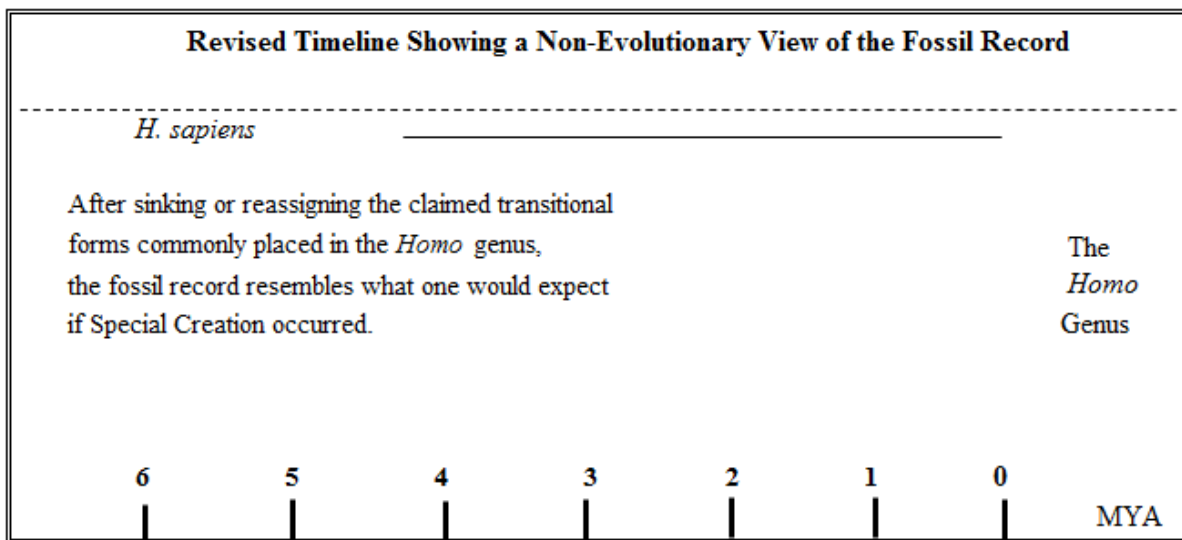 Revised Timeline Showing a Non-Evolutionary View of the Fossil Record
H. sapiens
After sinking or reassigning the claimed transitional
forms commonly placed in the Homo genus,
the fossil record resembles what one would expect
if Special Creation occurred.
The
Homo
Genus
6 5 4 3 2 1 0
MYA